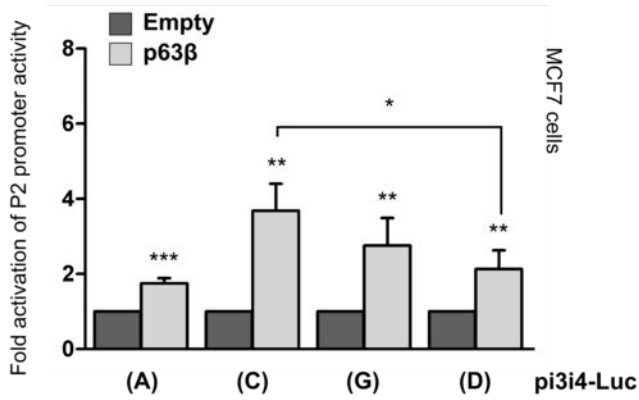 Empty
p63β
Fold activation of P2 promoter activity
8
6
4
2
0
MCF7 cells
*
***
**
**
**
(A) (C) (G) (D) pi3i4-Luc